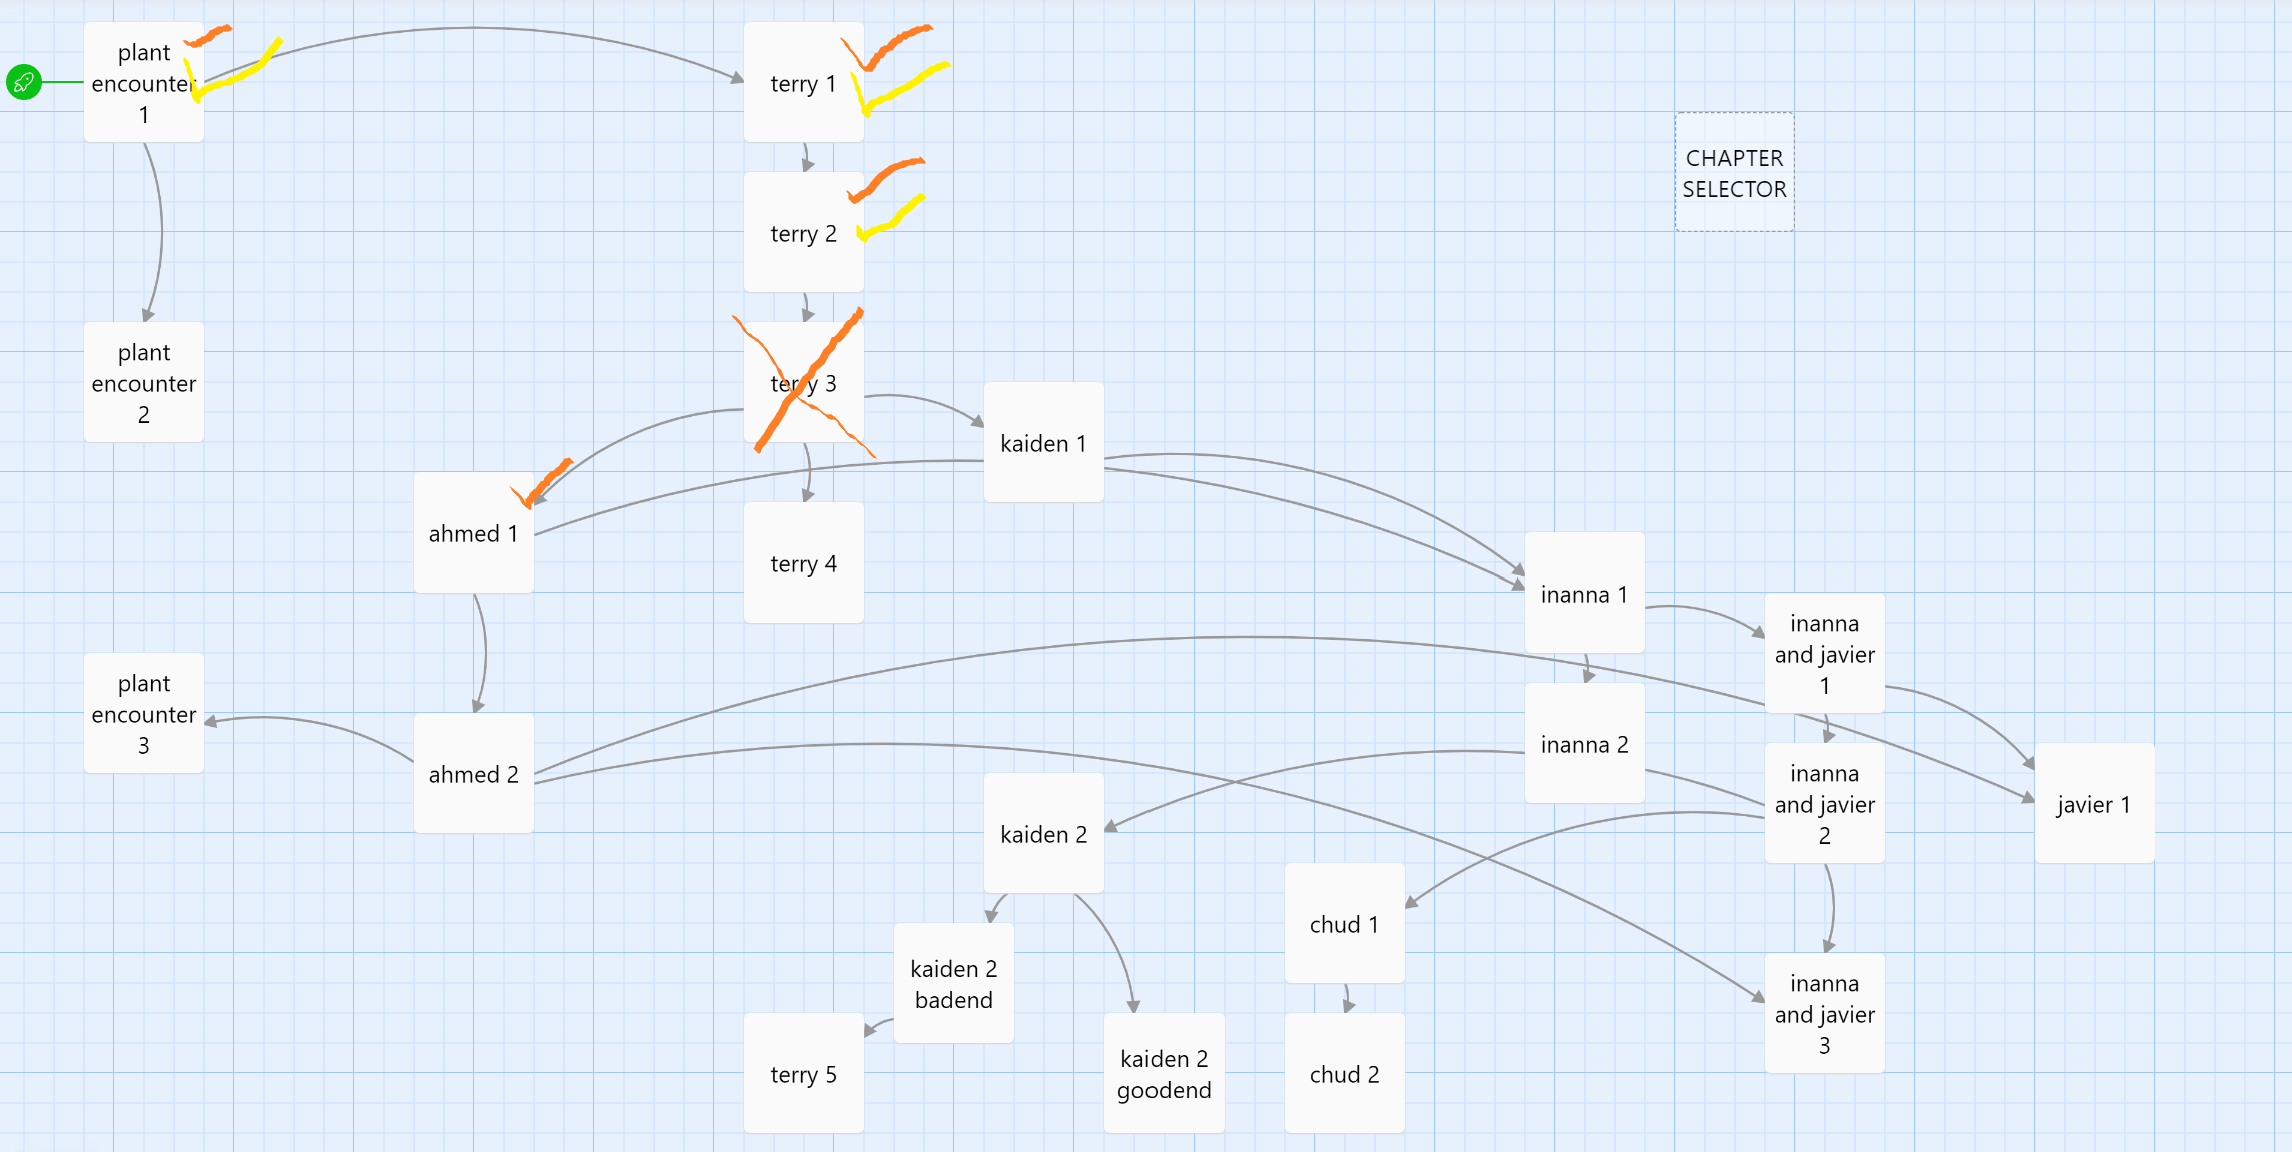 plant
encounter
1
terry 1
CHAPTER
SELECTOR
terry 2
plant
encounter
2
terry 3
kaiden 1
ahmed 1
terry 4
inanna 1
inanna
and javier
1
plant
encounter
3
ahmed 2
inanna 2
inanna
and javier
2
javier 1
kaiden 2
chud 1
kaiden 2
badend
inanna
and javier
3
terry 5
kaiden 2
goodend
chud 2